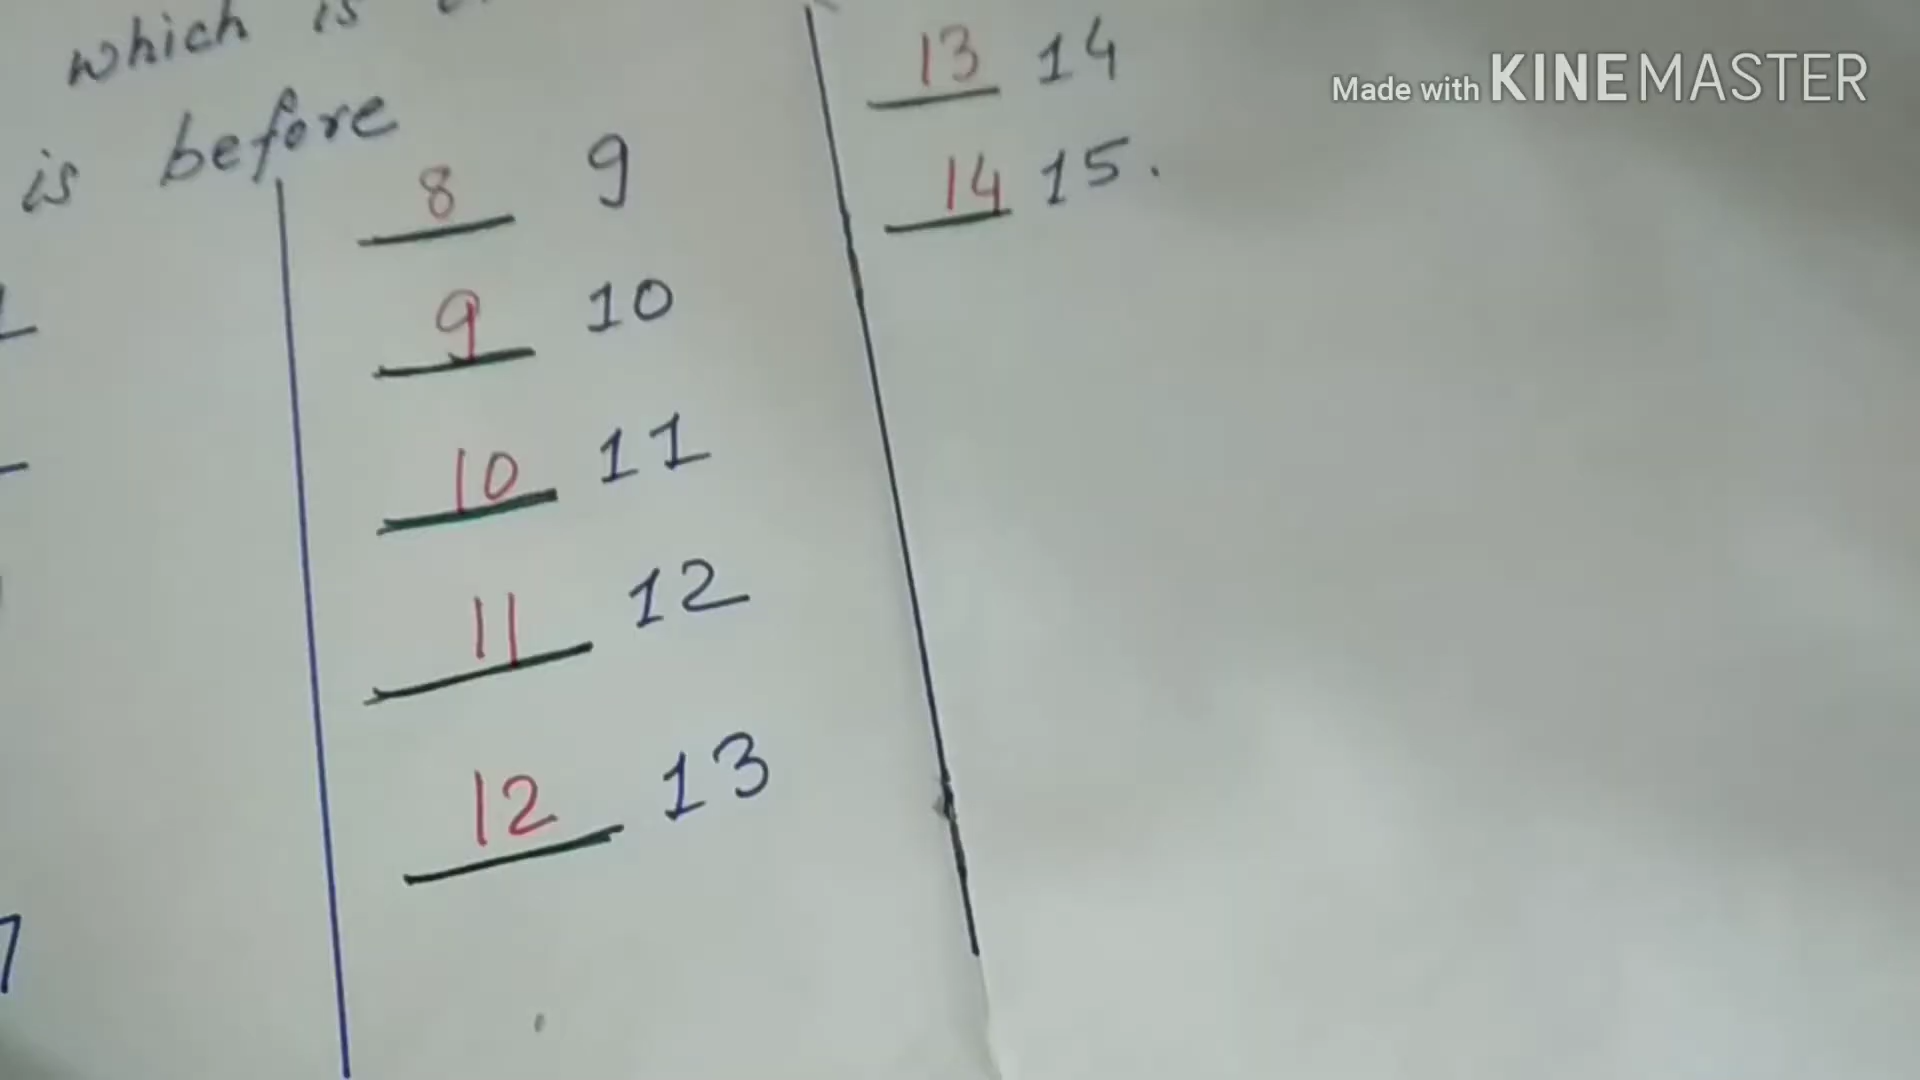 which is
is before
8 9
9 10
10 11
11 12
12 13
13 14
14 15.
7
Made with KINEMASTER